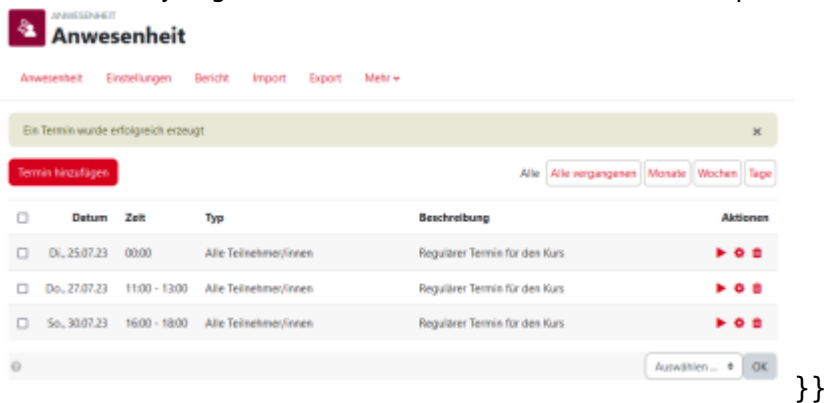 ANWESENHEIT
Anwesenheit
Anwesenheit Einstellungen Bericht Import Export Mehr
Ein Termin wurde erfolgreich erzeugt ×
Termin hinzufügen Alle Alle vergangenen Monate Wochen Tage
Datum Zeit Typ Beschreibung Aktionen
Di., 25.07.23 00:00 Alle Teilnehmer/innen Regulärer Termin für den Kurs
Do., 27.07.23 11:00 - 13:00 Alle Teilnehmer/innen Regulärer Termin für den Kurs
So., 30.07.23 16:00 - 18:00 Alle Teilnehmer/innen Regulärer Termin für den Kurs
Auswählen... OK
}}